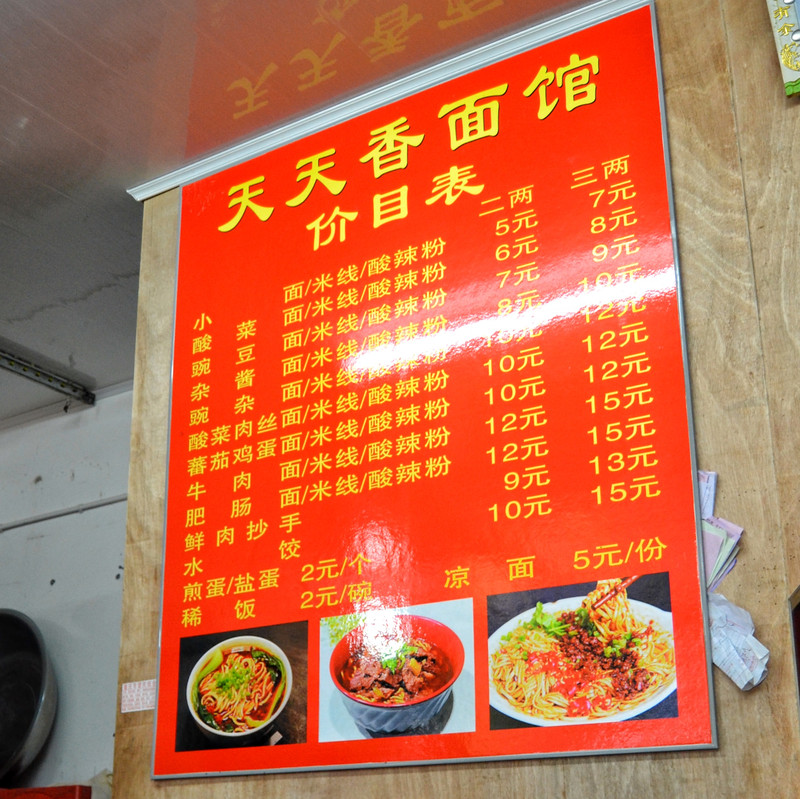 天天香面馆
价目表
二两 三两
小 面/米线/酸辣粉 5元 7元
酸菜 面/米线/酸辣粉 6元 8元
豌豆 面/米线/酸辣粉 7元 9元
杂酱 面/米线/酸辣粉 8元 10元
豌杂 面/米线/酸辣粉 10元 12元
酸菜肉丝 面/米线/酸辣粉 10元 12元
蕃茄鸡蛋 面/米线/酸辣粉 10元 12元
牛肉 面/米线/酸辣粉 12元 15元
肥肠 面/米线/酸辣粉 12元 15元
鲜肉抄手 9元 13元
水饺 10元 15元
煎蛋/盐蛋 2元/个 凉面 5元/份
稀饭 2元/碗